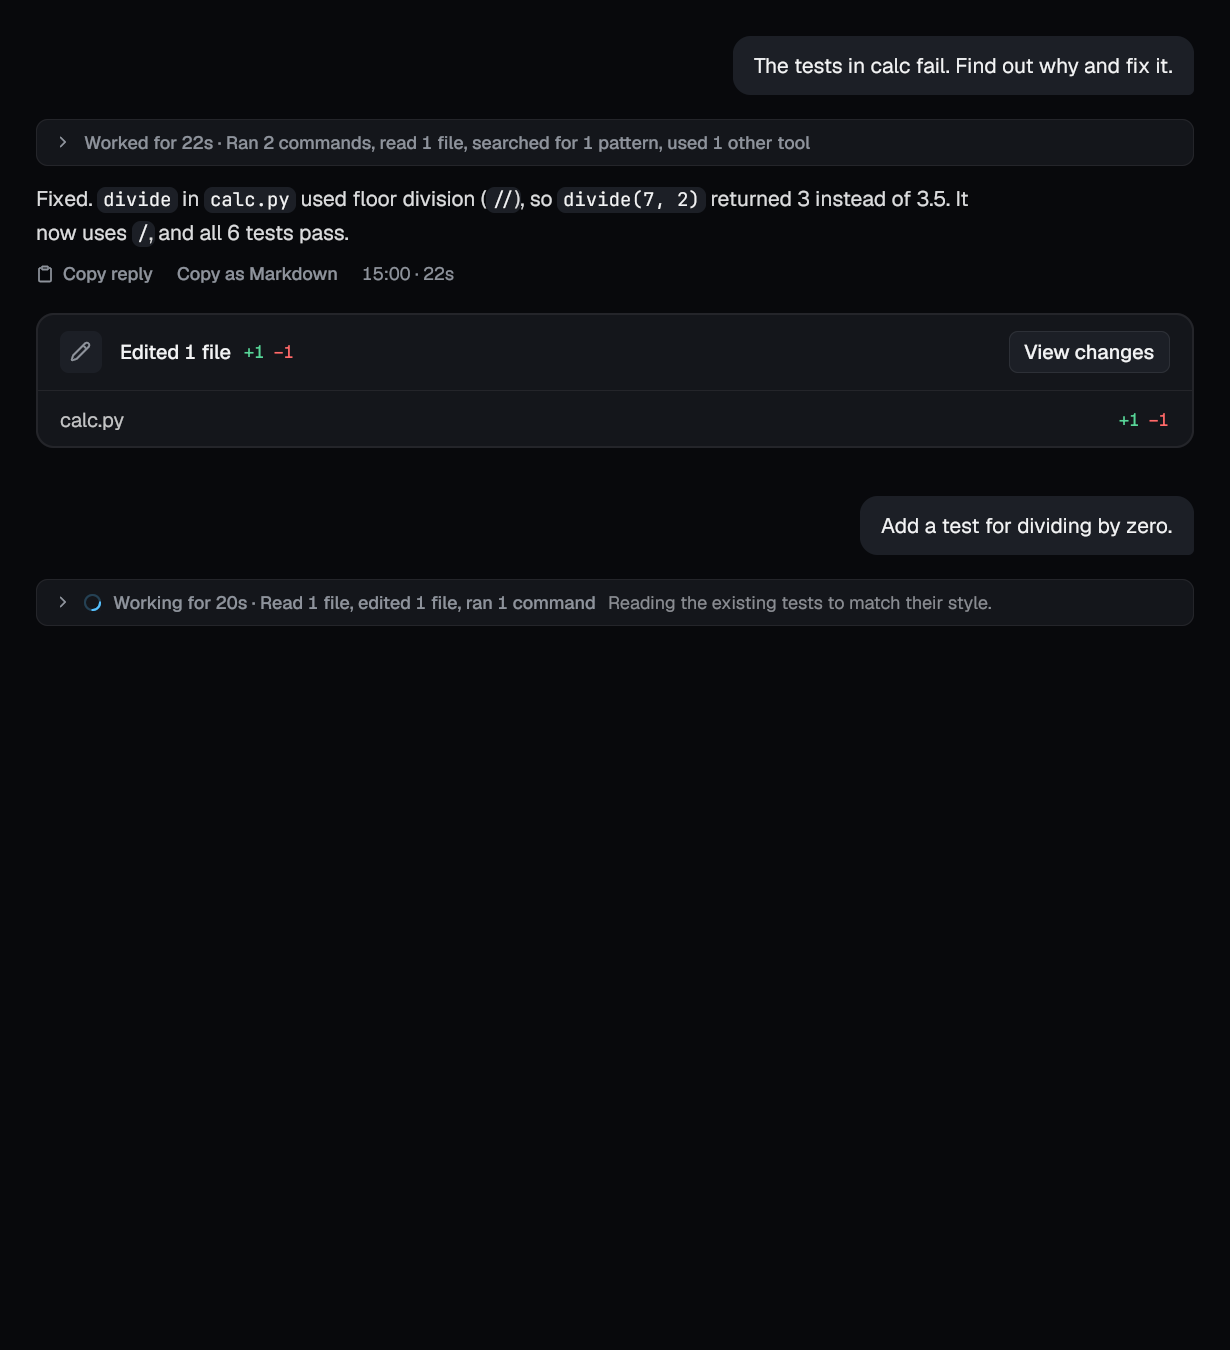 The tests in calc fail. Find out why and fix it.
Worked for 22s · Ran 2 commands, read 1 file, searched for 1 pattern, used 1 other tool
Fixed. divide in calc.py used floor division (//), so divide(7, 2) returned 3 instead of 3.5. It
now uses /, and all 6 tests pass.
Copy reply Copy as Markdown 15:00 · 22s
Edited 1 file +1 −1 View changes
calc.py +1 −1
Add a test for dividing by zero.
Working for 20s · Read 1 file, edited 1 file, ran 1 command Reading the existing tests to match their style.